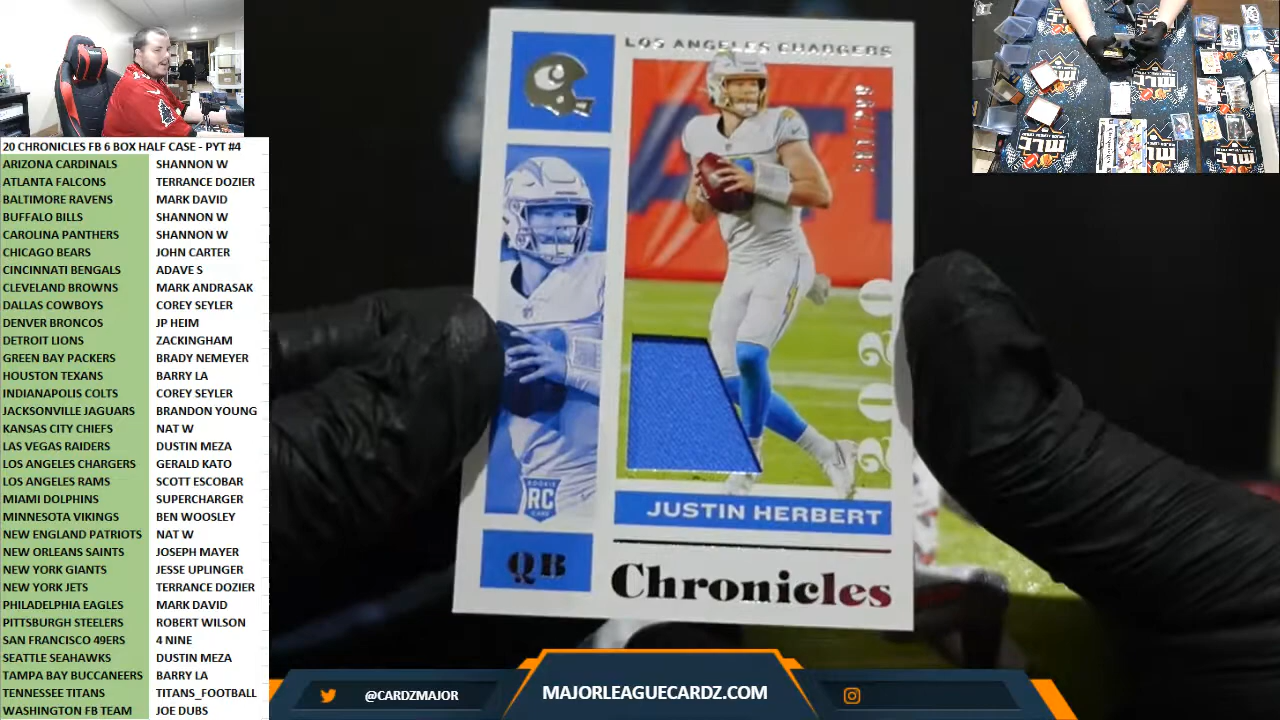 20 CHRONICLES FB 6 BOX HALF CASE - PYT #4
ARIZONA CARDINALS SHANNON W
ATLANTA FALCONS TERRANCE DOZIER
BALTIMORE RAVENS MARK DAVID
BUFFALO BILLS SHANNON W
CAROLINA PANTHERS SHANNON W
CHICAGO BEARS JOHN CARTER
CINCINNATI BENGALS ADAVE S
CLEVELAND BROWNS MARK ANDRASAK
DALLAS COWBOYS COREY SEYLER
DENVER BRONCOS JP HEIM
DETROIT LIONS ZACKINGHAM
GREEN BAY PACKERS BRADY NEMEYER
HOUSTON TEXANS BARRY LA
INDIANAPOLIS COLTS COREY SEYLER
JACKSONVILLE JAGUARS BRANDON YOUNG
KANSAS CITY CHIEFS NAT W
LAS VEGAS RAIDERS DUSTIN MEZA
LOS ANGELES CHARGERS GERALD KATO
LOS ANGELES RAMS SCOTT ESCOBAR
MIAMI DOLPHINS SUPERCHARGER
MINNESOTA VIKINGS BEN WOOSLEY
NEW ENGLAND PATRIOTS NAT W
NEW ORLEANS SAINTS JOSEPH MAYER
NEW YORK GIANTS JESSE UPLINGER
NEW YORK JETS TERRANCE DOZIER
PHILADELPHIA EAGLES MARK DAVID
PITTSBURGH STEELERS ROBERT WILSON
SAN FRANCISCO 49ERS 4 NINE
SEATTLE SEAHAWKS DUSTIN MEZA
TAMPA BAY BUCCANEERS BARRY LA
TENNESSEE TITANS TITANS_FOOTBALL
WASHINGTON FB TEAM JOE DUBS
LOS ANGELES CHARGERS
2020
ROOKIE
RC
CARD
JUSTIN HERBERT
QB
Chronicles
MLC
MLC
MLC
@CARDZMAJOR
MAJORLEAGUECARDZ.COM